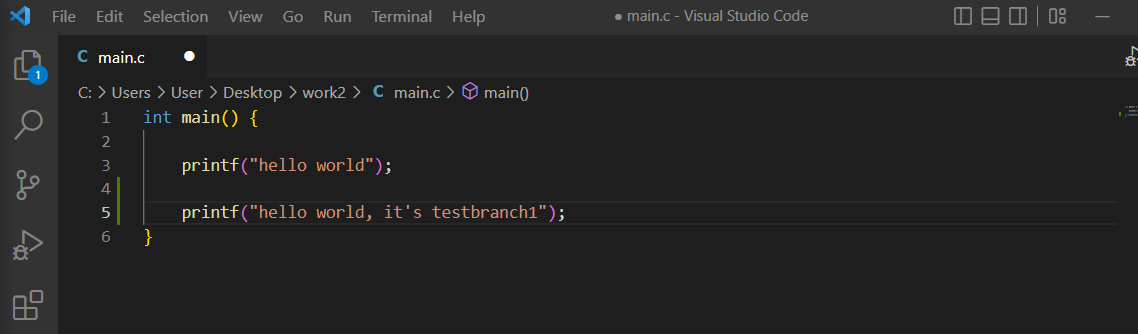 File Edit Selection View Go Run Terminal Help ● main.c - Visual Studio Code
1
C main.c ●
C: > Users > User > Desktop > work2 > C main.c > main()
1 int main() {
2
3 printf("hello world");
4
5 printf("hello world, it's testbranch1");
6 }